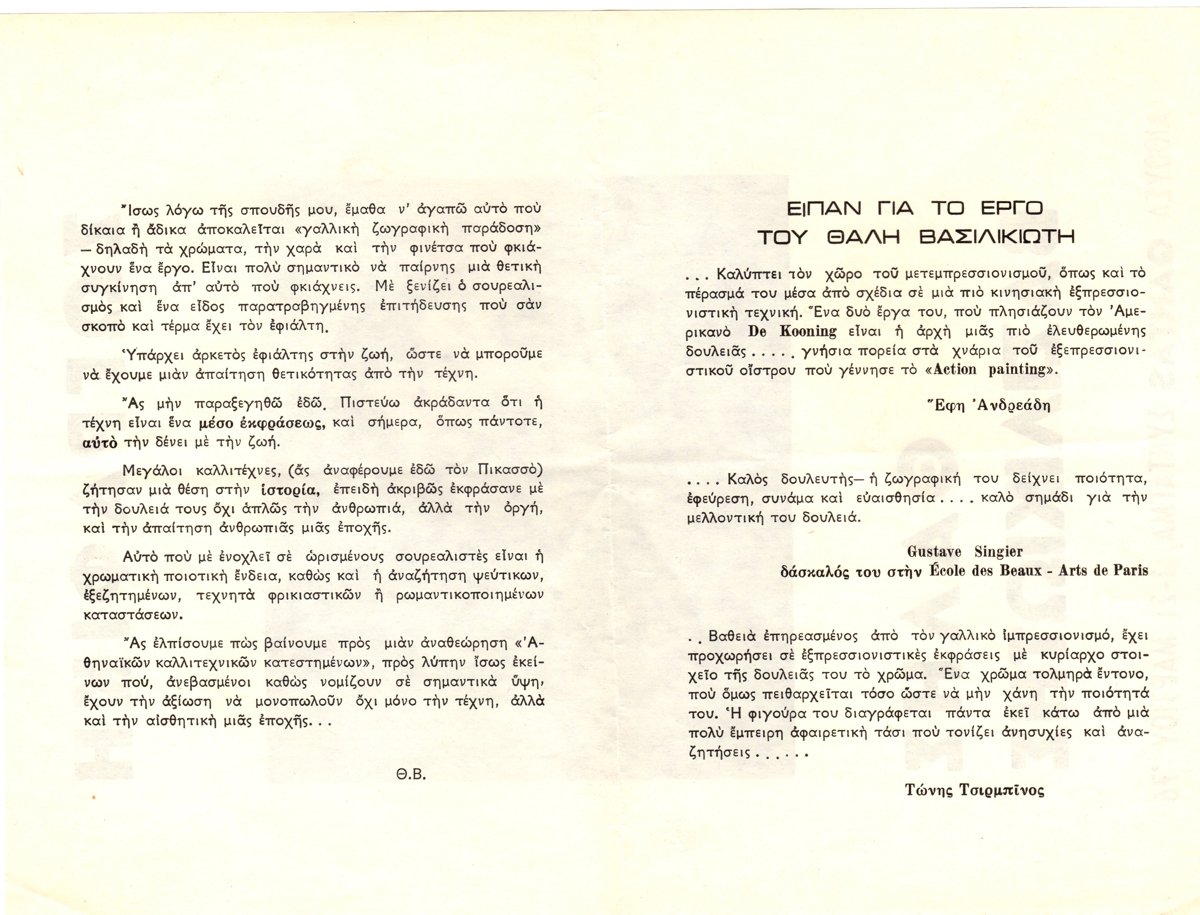 Ἴσως λόγω τῆς σπουδῆς μου, ἔμαθα ν' ἀγαπῶ αὐτὸ ποὺ
δίκαια ἢ ἄδικα ἀποκαλεῖται «γαλλικὴ ζωγραφικὴ παράδοση»
— δηλαδὴ τὰ χρώματα, τὴν χαρὰ καὶ τὴν φινέτσα ποὺ φκιά-
χνουν ἕνα ἔργο. Εἶναι πολὺ σημαντικὸ νὰ παίρνης μιὰ θετικὴ
συγκίνηση ἀπ' αὐτὸ ποὺ φκιάχνεις. Μὲ ξενίζει ὁ σουρεαλι-
σμὸς καὶ ἕνα εἶδος παρατραβηγμένης ἐπιτήδευσης ποὺ σὰν
σκοπὸ καὶ τέρμα ἔχει τὸν ἐφιάλτη.
Ὑπάρχει ἀρκετὸς ἐφιάλτης στὴν ζωή, ὥστε νὰ μποροῦμε
νὰ ἔχουμε μιὰν ἀπαίτηση θετικότητας ἀπὸ τὴν τέχνη.
Ἂς μὴν παραξεγηθῶ ἐδῶ. Πιστεύω ἀκράδαντα ὅτι ἡ
τέχνη εἶναι ἕνα μέσο ἐκφράσεως, καὶ σήμερα, ὅπως πάντοτε,
αὐτὸ τὴν δένει μὲ τὴν ζωή.
Μεγάλοι καλλιτέχνες, (ἂς ἀναφέρουμε ἐδῶ τὸν Πικασσὸ)
ζήτησαν μιὰ θέση στὴν ἱστορία, ἐπειδὴ ἀκριβῶς ἐκφράσανε μὲ
τὴν δουλειά τους ὄχι ἁπλῶς τὴν ἀνθρωπιά, ἀλλὰ τὴν ὀργή,
καὶ τὴν ἀπαίτηση ἀνθρωπιᾶς μιᾶς ἐποχῆς.
Αὐτὸ ποὺ μὲ ἐνοχλεῖ σὲ ὡρισμένους σουρεαλιστὲς εἶναι ἡ
χρωματικὴ ποιοτικὴ ἔνδεια, καθὼς καὶ ἡ ἀναζήτηση ψεύτικων,
ἐξεζητημένων, τεχνητὰ φρικιαστικῶν ἢ ρωμαντικοποιημένων
καταστάσεων.
Ἂς ἐλπίσουμε πὼς βαίνουμε πρὸς μιὰν ἀναθεώρηση «Ἀ-
θηναϊκῶν καλλιτεχνικῶν κατεστημένων», πρὸς λύπην ἴσως ἐκεί-
νων πού, ἀνεβασμένοι καθὼς νομίζουν σὲ σημαντικὰ ὕψη,
ἔχουν τὴν ἀξίωση νὰ μονοπωλοῦν ὄχι μόνο τὴν τέχνη, ἀλλὰ
καὶ τὴν αἰσθητικὴ μιᾶς ἐποχῆς...
Θ.Β.
ΕΙΠΑΝ ΓΙΑ ΤΟ ΕΡΓΟ
ΤΟΥ ΘΑΛΗ ΒΑΣΙΛΙΚΙΩΤΗ
... Καλύπτει τὸν χῶρο τοῦ μετεμπρεσσιονισμοῦ, ὅπως καὶ τὸ
πέρασμά του μέσα ἀπὸ σχέδια σὲ μιὰ πιὸ κινησιακὴ ἐξπρεσσιο-
νιστικὴ τεχνική. Ἕνα δυὸ ἔργα του, ποὺ πλησιάζουν τὸν Ἀμε-
ρικανὸ De Kooning εἶναι ἡ ἀρχὴ μιᾶς πιὸ ἐλευθερωμένης
δουλειᾶς ..... γνήσια πορεία στὰ χνάρια τοῦ ἐξεπρεσσιονι-
στικοῦ οἴστρου ποὺ γέννησε τὸ «Action painting».
Ἔφη Ἀνδρεάδη
.... Καλὸς δουλευτὴς — ἡ ζωγραφική του δείχνει ποιότητα,
ἐφεύρεση, συνάμα καὶ εὐαισθησία .... καλὸ σημάδι γιὰ τὴν
μελλοντική του δουλειά.
Gustave Singier
δάσκαλός του στὴν École des Beaux - Arts de Paris
.. Βαθειὰ ἐπηρεασμένος ἀπὸ τὸν γαλλικὸ ἰμπρεσσιονισμό, ἔχει
προχωρήσει σὲ ἐξπρεσσιονιστικὲς ἐκφράσεις μὲ κυρίαρχο στοι-
χεῖο τῆς δουλειᾶς του τὸ χρῶμα. Ἕνα χρῶμα τολμηρὰ ἔντονο,
ποὺ ὅμως πειθαρχεῖται τόσο ὥστε νὰ μὴν χάνη τὴν ποιότητά
του. Ἡ φιγούρα του διαγράφεται πάντα ἐκεῖ κάτω ἀπὸ μιὰ
πολὺ ἔμπειρη ἀφαιρετικὴ τάσι ποὺ τονίζει ἀνησυχίες καὶ ἀνα-
ζητήσεις ......
Τώνης Τσιρμπῖνος